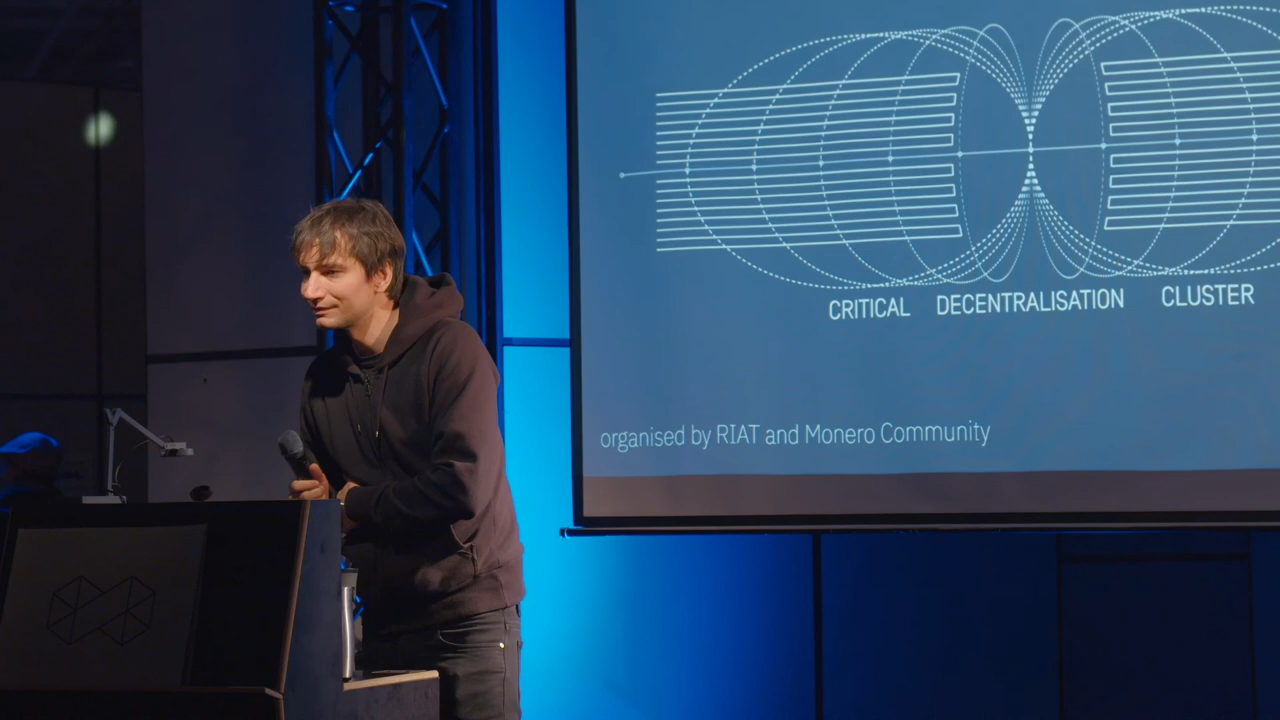 CRITICAL DECENTRALISATION CLUSTER
organised by RIAT and Monero Community